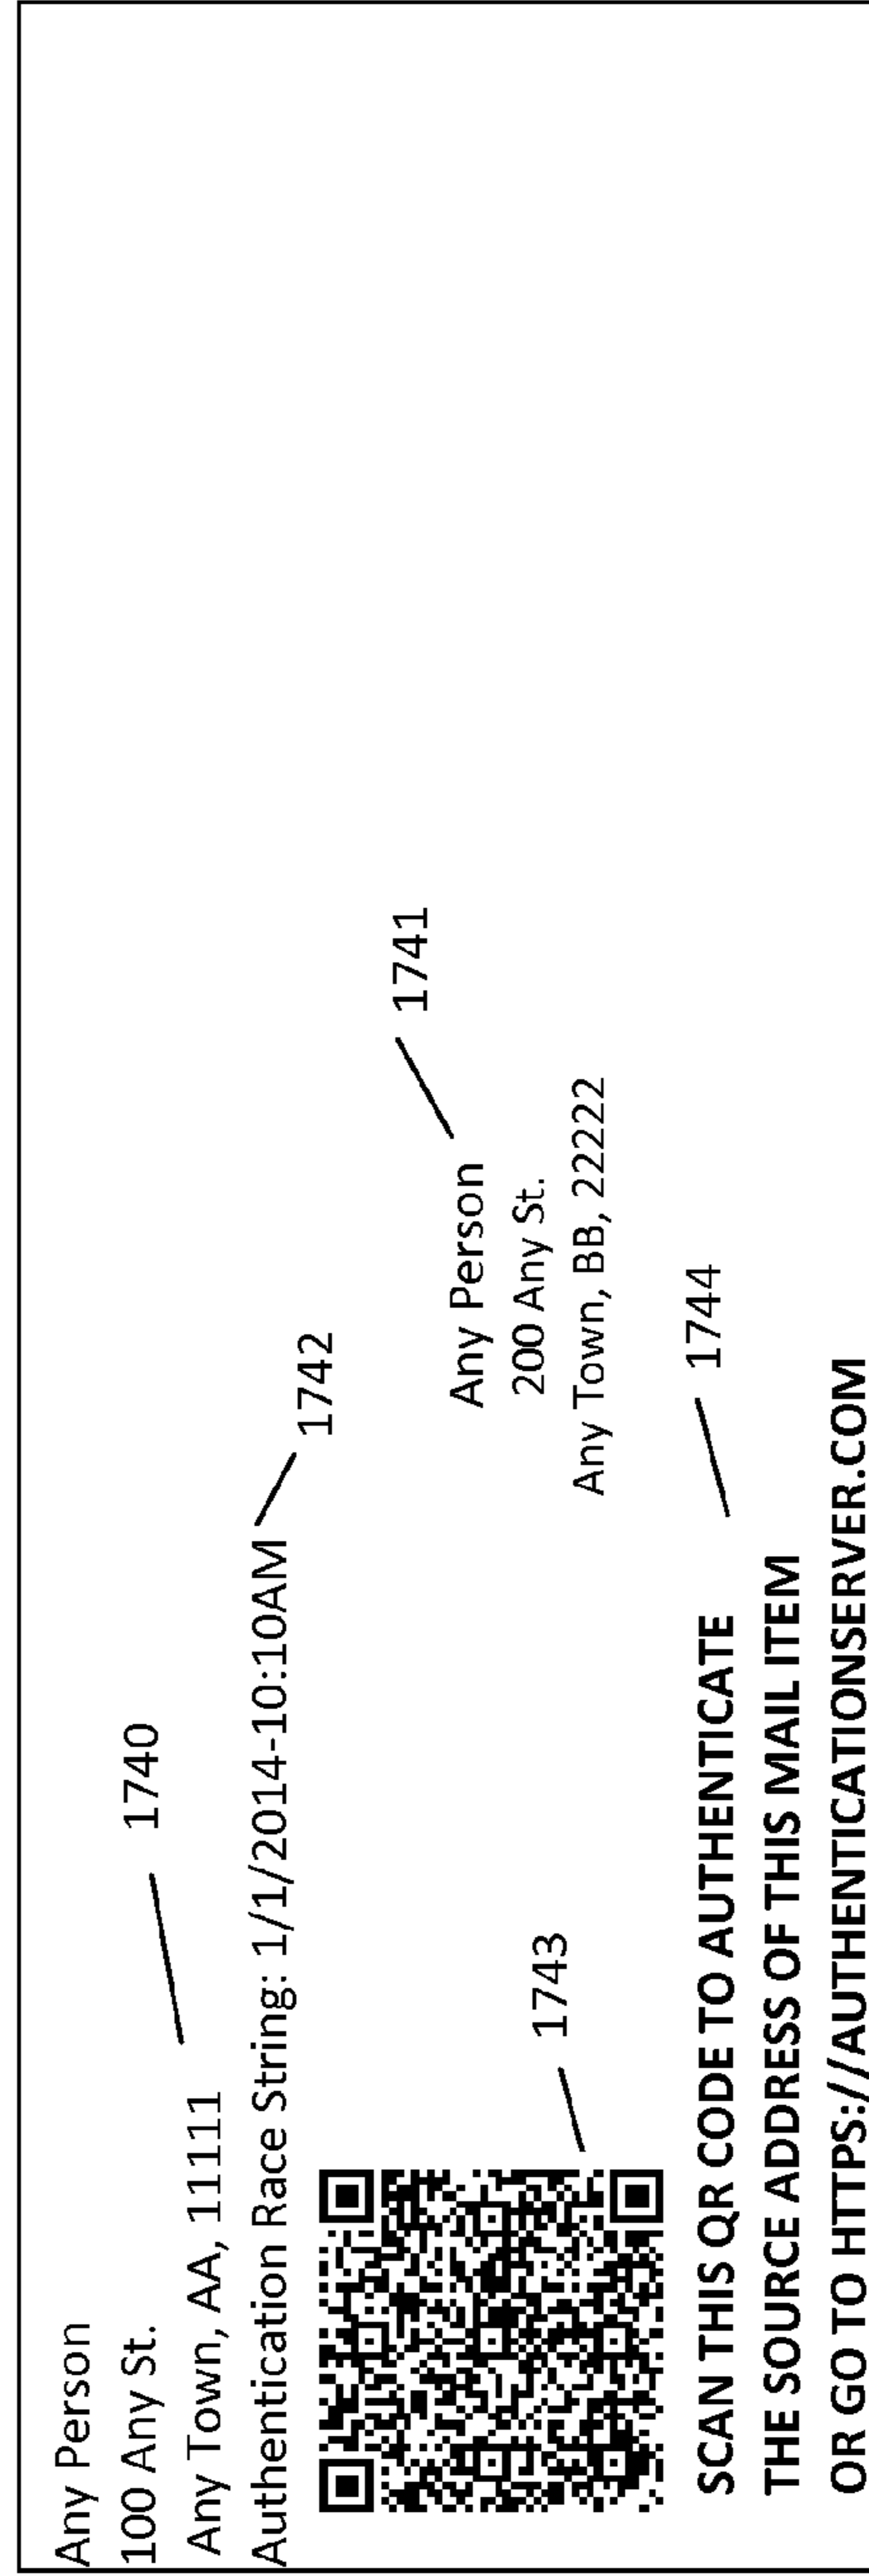 Any Person
100 Any St.
Any Town, AA, 11111
1740
Authentication Race String: 1/1/2014-10:10AM
1742
1743
Any Person
1741
200 Any St.
Any Town, BB, 22222
SCAN THIS QR CODE TO AUTHENTICATE
1744
THE SOURCE ADDRESS OF THIS MAIL ITEM
OR GO TO HTTPS://AUTHENTICATIONSERVER.COM